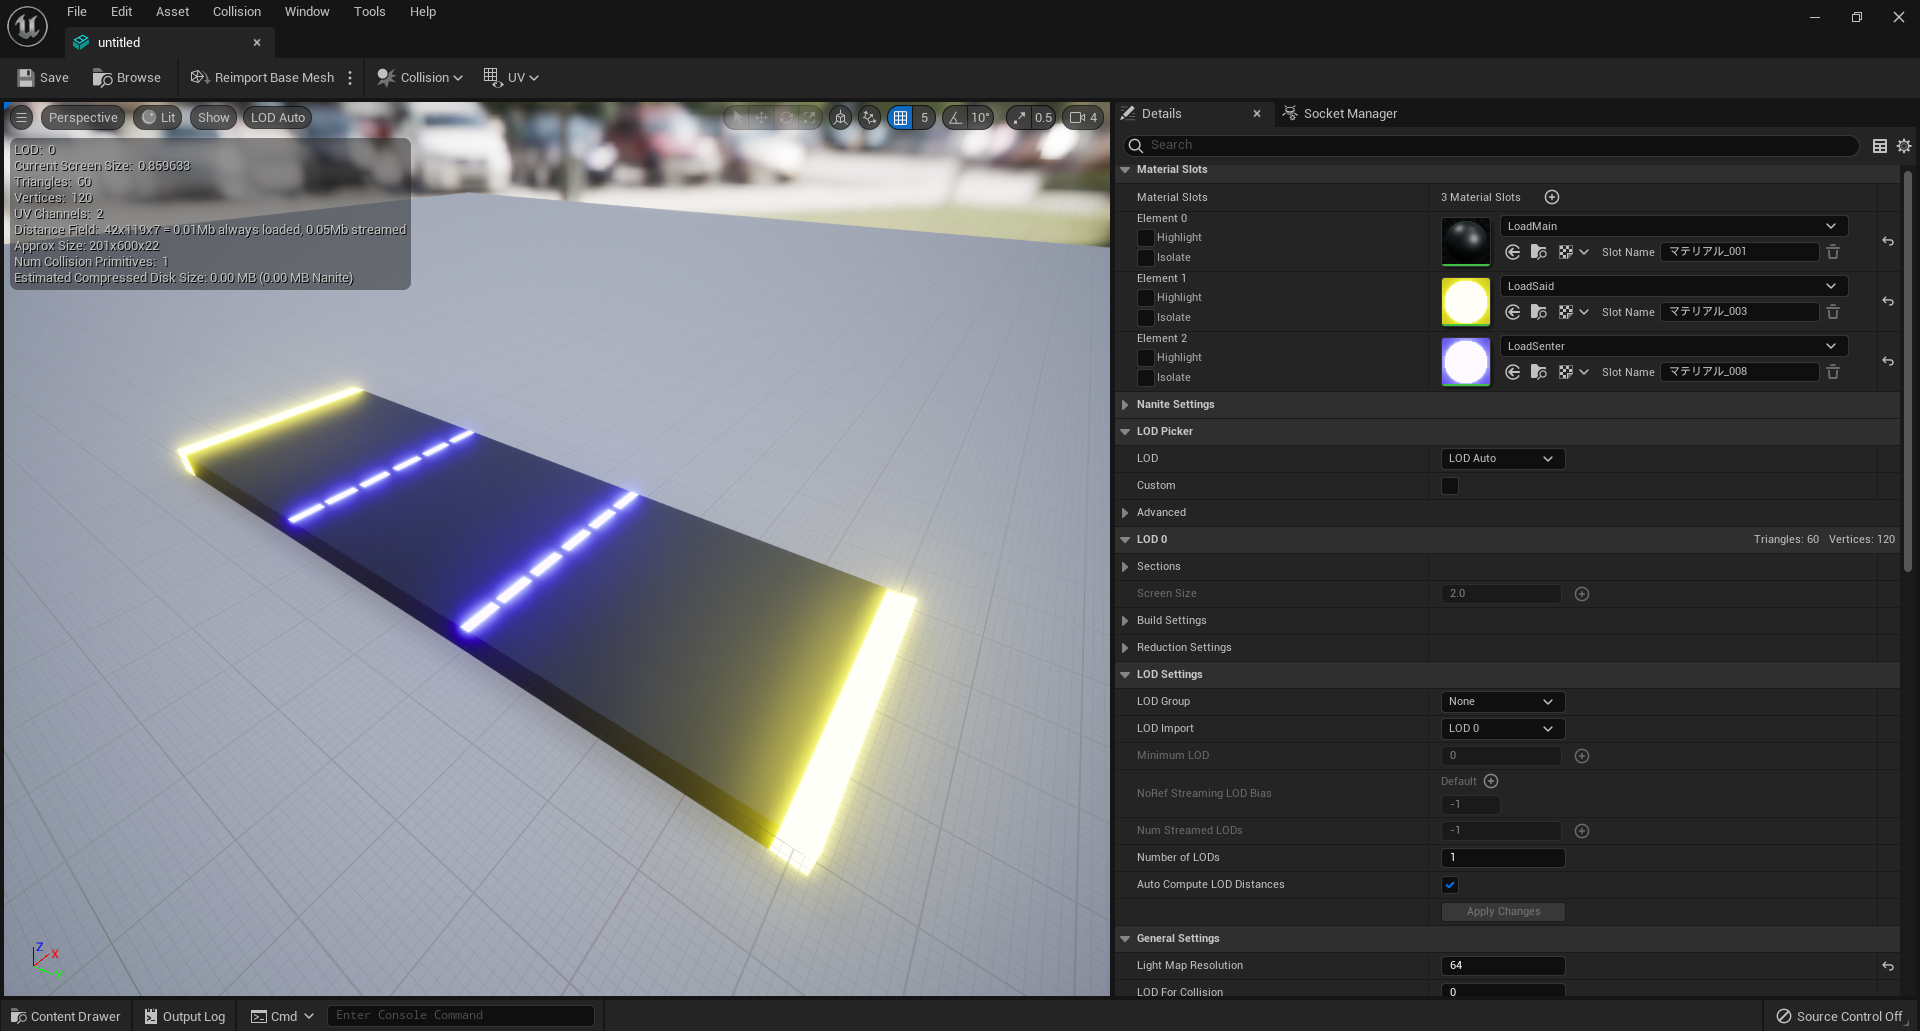 File Edit Asset Collision Window Tools Help
untitled
Save Browse Reimport Base Mesh Collision UV
Perspective Lit Show LOD Auto 5 10° 0.5 4
LOD: 0
Current Screen Size: 0.859633
Triangles: 60
Vertices: 120
UV Channels: 2
Distance Field: 42x119x7 = 0.01Mb always loaded, 0.05Mb streamed
Approx Size: 201x600x22
Num Collision Primitives: 1
Estimated Compressed Disk Size: 0.00 MB (0.00 MB Nanite)
Z
X
Y
Details Socket Manager
Search
Material Slots
Material Slots 3 Material Slots
Element 0
Highlight
Isolate
LoadMain
Slot Name マテリアル_001
Element 1
Highlight
Isolate
LoadSaid
Slot Name マテリアル_003
Element 2
Highlight
Isolate
LoadSenter
Slot Name マテリアル_008
Nanite Settings
LOD Picker
LOD LOD Auto
Custom
Advanced
LOD 0 Triangles: 60 Vertices: 120
Sections
Screen Size 2.0
Build Settings
Reduction Settings
LOD Settings
LOD Group None
LOD Import LOD 0
Minimum LOD 0
Default
NoRef Streaming LOD Bias
-1
Num Streamed LODs -1
Number of LODs 1
Auto Compute LOD Distances
Apply Changes
General Settings
Light Map Resolution 64
LOD For Collision 0
Content Drawer Output Log Cmd Enter Console Command Source Control Off